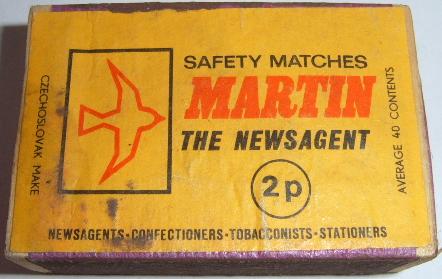 SAFETY MATCHES
MARTIN
THE NEWSAGENT
2p
CZECHOSLOVAK MAKE
AVERAGE 40 CONTENTS
NEWSAGENTS·CONFECTIONERS·TOBACCONISTS·STATIONERS